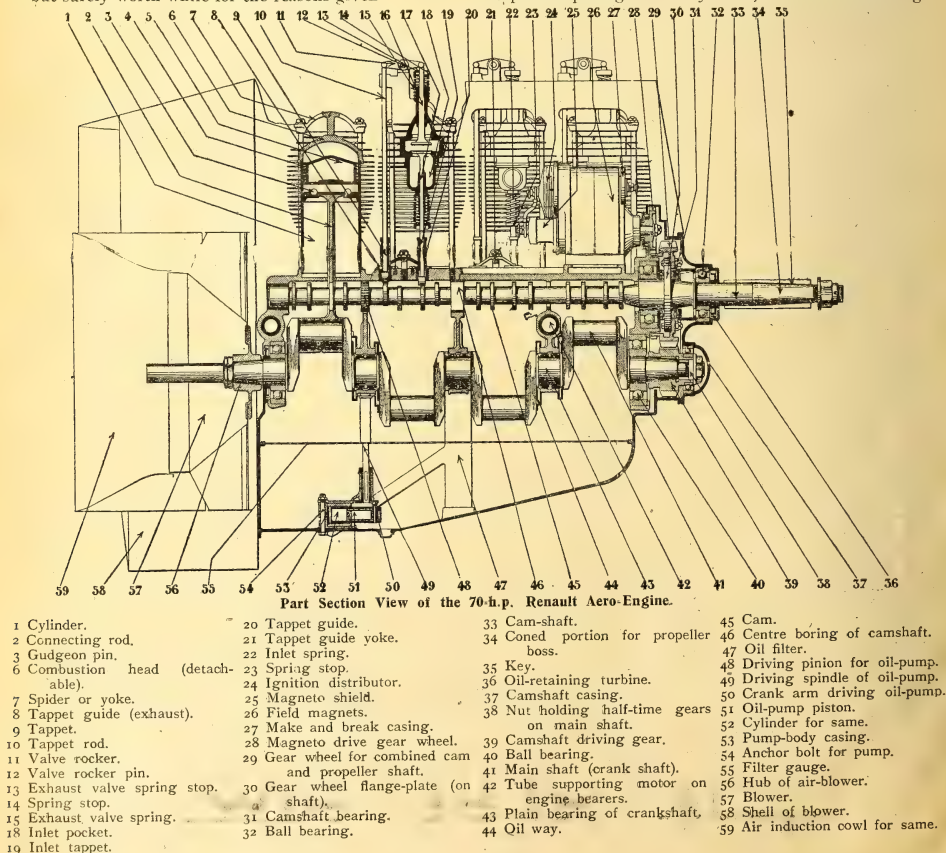 but surely worth while for the reasons given
1 2 3 4 5 6 7 8 9 10 11 12 13 14 15 16 17 18 19 20 21 22 23 24 25 26 27 28 29 30 31 32 33 34 35
59 58 57 56 55 54 53 52 51 50 49 48 47 46 45 44 43 42 41 40 39 38 37 36
Part Section View of the 70-h.p. Renault Aero-Engine.
1 Cylinder.
2 Connecting rod.
3 Gudgeon pin.
6 Combustion head (detach-
able).
7 Spider or yoke.
8 Tappet guide (exhaust).
9 Tappet.
10 Tappet rod.
11 Valve rocker.
12 Valve rocker pin.
13 Exhaust valve spring stop.
14 Spring stop.
15 Exhaust valve spring.
18 Inlet pocket.
19 Inlet tappet.
20 Tappet guide.
21 Tappet guide yoke.
22 Inlet spring.
23 Spring stop.
24 Ignition distributor.
25 Magneto shield.
26 Field magnets.
27 Make and break casing.
28 Magneto drive gear wheel.
29 Gear wheel for combined cam
and propeller shaft.
30 Gear wheel flange-plate (on
shaft).
31 Camshaft bearing.
32 Ball bearing.
33 Cam-shaft.
34 Coned portion for propeller
boss.
35 Key.
36 Oil-retaining turbine.
37 Camshaft casing.
38 Nut holding half-time gears
on main shaft.
39 Camshaft driving gear.
40 Ball bearing.
41 Main shaft (crank shaft).
42 Tube supporting motor on
engine bearers.
43 Plain bearing of crankshaft.
44 Oil way.
45 Cam.
46 Centre boring of camshaft.
47 Oil filter.
48 Driving pinion for oil-pump.
49 Driving spindle of oil-pump.
50 Crank arm driving oil-pump.
51 Oil-pump piston.
52 Cylinder for same.
53 Pump-body casing.
54 Anchor bolt for pump.
55 Filter gauge.
56 Hub of air-blower.
57 Blower.
58 Shell of blower.
59 Air induction cowl for same.